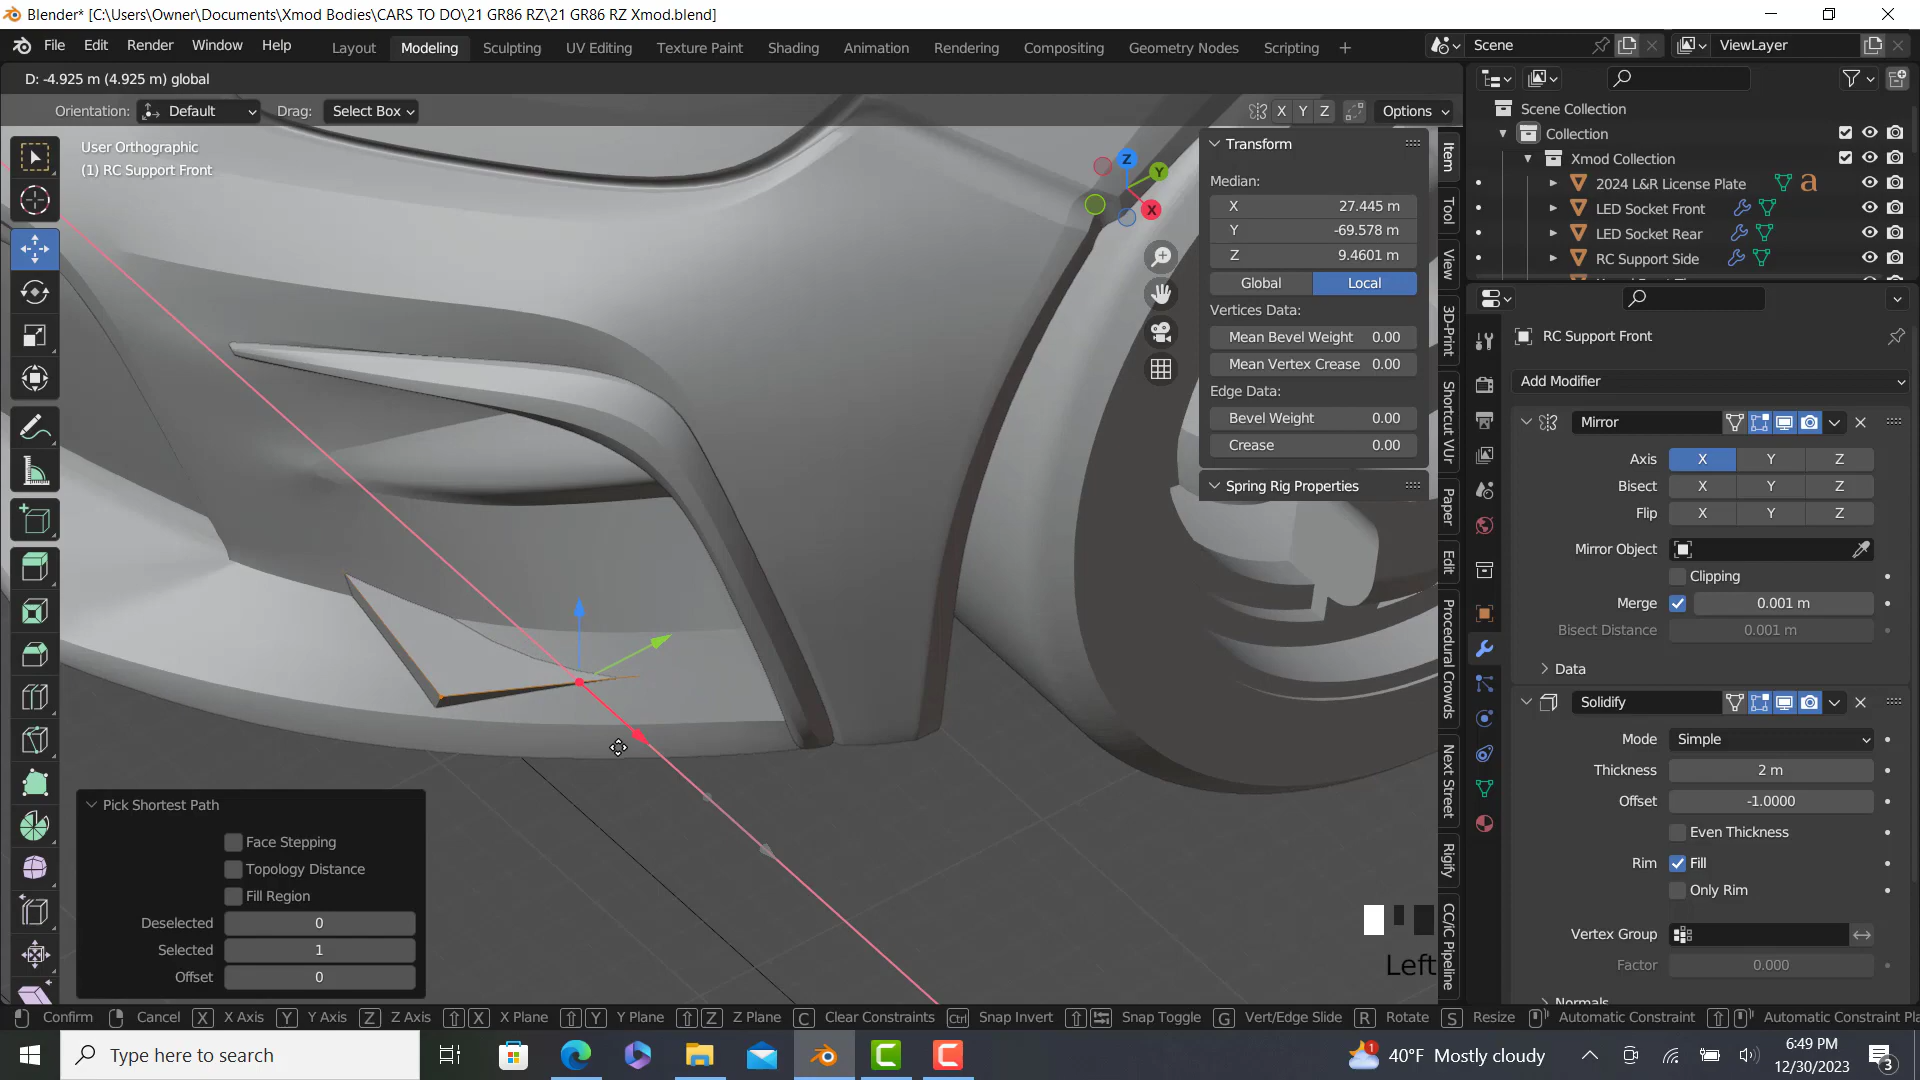 Blender* [C:\Users\Owner\Documents\Xmod Bodies\CARS TO DO\21 GR86 RZ\21 GR86 RZ Xmod.blend]
File Edit Render Window Help Layout Modeling Sculpting UV Editing Texture Paint Shading Animation Rendering Compositing Geometry Nodes Scripting + Scene ViewLayer
D: -4.925 m (4.925 m) global
Orientation: Default Drag: Select Box X Y Z Options
User Orthographic
(1) RC Support Front
Z
Y
X
Transform
Median:
X 27.445 m
Y -69.578 m
Z 9.4601 m
Global Local
Vertices Data:
Mean Bevel Weight 0.00
Mean Vertex Crease 0.00
Edge Data:
Bevel Weight 0.00
Crease 0.00
Spring Rig Properties
Item
Tool
View
3D-Print
Shortcut VUr
Paper
Edit
Procedural Crowds
Next Street
Rigify
CC/iC Pipeline
Scene Collection
Collection
Xmod Collection
2024 L&R License Plate
LED Socket Front
LED Socket Rear
RC Support Side
RC Support Front
Add Modifier
Mirror
Axis X Y Z
Bisect X Y Z
Flip X Y Z
Mirror Object
Clipping
Merge 0.001 m
Bisect Distance 0.001 m
Data
Solidify
Mode Simple
Thickness 2 m
Offset -1.0000
Even Thickness
Rim Fill
Only Rim
Vertex Group
Factor 0.000
Normals
Pick Shortest Path
Face Stepping
Topology Distance
Fill Region
Deselected 0
Selected 1
Offset 0
Left
Confirm Cancel X X Axis Y Y Axis Z Z Axis X X Plane Y Y Plane Z Z Plane C Clear Constraints Ctrl Snap Invert Snap Toggle G Vert/Edge Slide R Rotate S Resize Automatic Constraint Automatic Constraint Pla
Type here to search
1
40°F Mostly cloudy
6:49 PM
12/30/2023
3